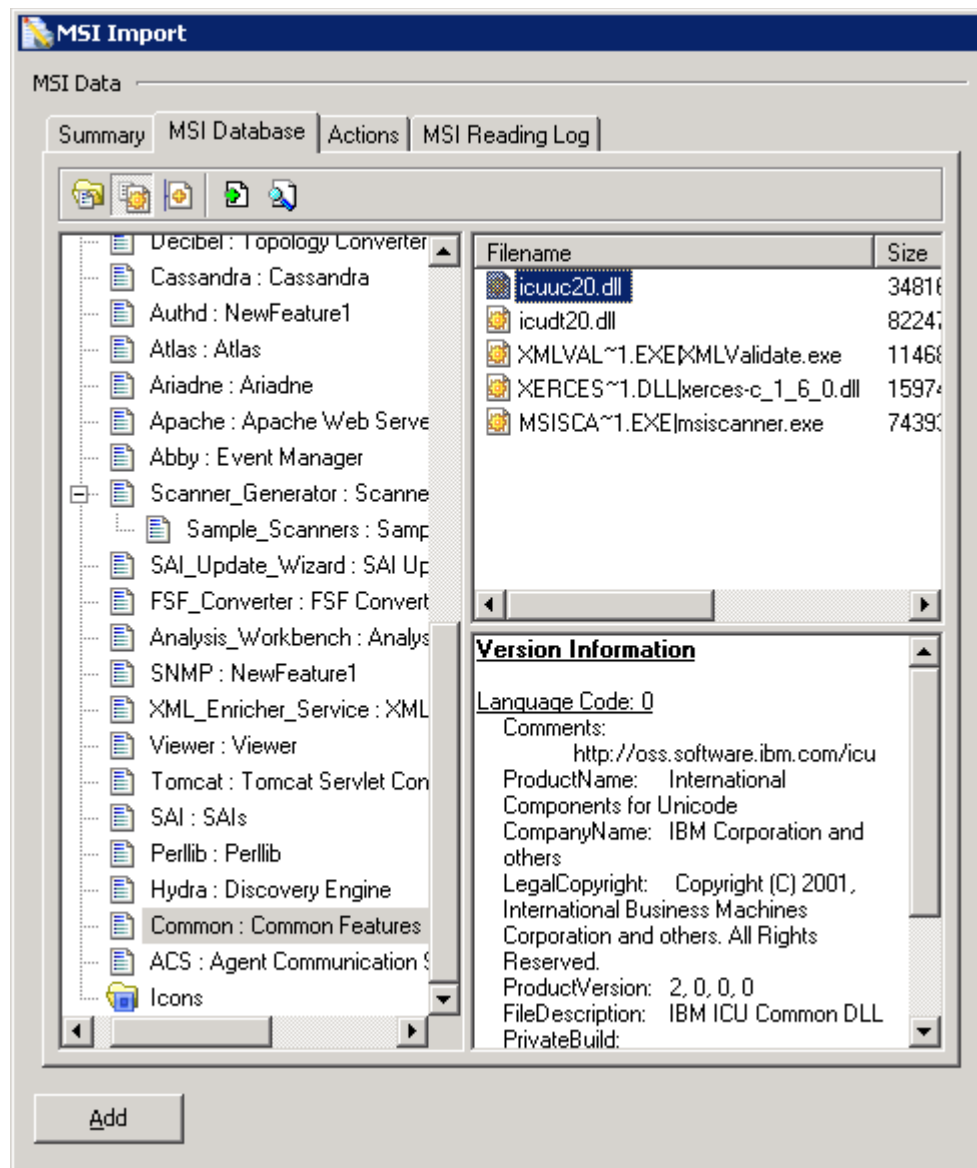 MSI Import
MSI Data
Summary
MSI Database
Actions
MSI Reading Log
Decibel : Topology Converter
Cassandra : Cassandra
Authd : NewFeature1
Atlas : Atlas
Ariadne : Ariadne
Apache : Apache Web Serve
Abby : Event Manager
Scanner_Generator : Scanne
Sample_Scanners : Samp
SAI_Update_Wizard : SAI Up
FSF_Converter : FSF Convert
Analysis_Workbench : Analys
SNMP : NewFeature1
XML_Enricher_Service : XML
Viewer : Viewer
Tomcat : Tomcat Servlet Con
SAI : SAIs
Perllib : Perllib
Hydra : Discovery Engine
Common : Common Features
ACS : Agent Communication S
Icons
Filename Size
icuuc20.dll 34816
icudt20.dll 82247
XMLVAL~1.EXE|XMLValidate.exe 11468
XERCES~1.DLL|xerces-c_1_6_0.dll 15974
MSISCA~1.EXE|msiscanner.exe 74393
Version Information
Language Code: 0
Comments:
http://oss.software.ibm.com/icu
ProductName: International
Components for Unicode
CompanyName: IBM Corporation and
others
LegalCopyright: Copyright (C) 2001,
International Business Machines
Corporation and others. All Rights
Reserved.
ProductVersion: 2, 0, 0, 0
FileDescription: IBM ICU Common DLL
PrivateBuild:
Add